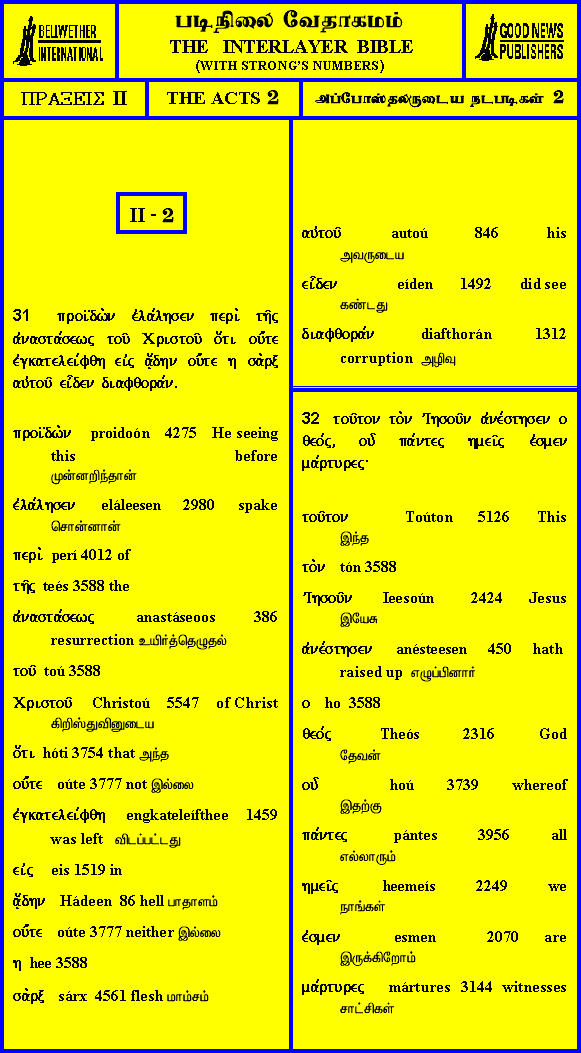 BELLWETHER
INTERNATIONAL
படிநிலை வேதாகமம்
THE INTERLAYER BIBLE
(WITH STRONG'S NUMBERS)
GOOD NEWS
PUBLISHERS
ΠΡΑΞΕΙΣ II
THE ACTS 2
அப்போஸ்தலருடைய நடபடிகள் 2
II - 2
31 προϊδὼν ἐλάλησεν περὶ τῆς
ἀναστάσεως τοῦ Χριστοῦ ὅτι οὔτε
ἐγκατελείφθη είς ᾅδην οὔτε η σὰρξ
αὐτοῦ εἶδεν διαφθοράν.
προϊδὼν proidoón 4275 He seeing
this before
முன்னறிந்தான்
ἐλάλησεν eláleesen 2980 spake
சொன்னான்
περὶ perí 4012 of
τῆς teés 3588 the
ἀναστάσεως anastáseoos 386
resurrection உயிர்த்தெழுதல்
τοῦ toú 3588
Χριστοῦ Christoú 5547 of Christ
கிறிஸ்துவினுடைய
ὅτι hóti 3754 that அந்த
οὔτε oúte 3777 not இல்லை
ἐγκατελείφθη engkateleífthee 1459
was left விடப்பட்டது
είς eis 1519 in
ᾅδην Hádeen 86 hell பாதாளம்
οὔτε oúte 3777 neither இல்லை
η hee 3588
σὰρξ sárx 4561 flesh மாம்சம்
αὐτοῦ autoú 846 his
அவருடைய
εἶδεν eíden 1492 did see
கண்டது
διαφθοράν diafthorán 1312
corruption அழிவு
32 τοῦτον τὸν Ἰησοῦν ἀνέστησεν ο
θεός, οὗ πάντες ημεῖς ἐσμεν
μάρτυρες·
τοῦτον Toúton 5126 This
இந்த
τὸν tón 3588
Ἰησοῦν Ieesoún 2424 Jesus
இயேசு
ἀνέστησεν anésteesen 450 hath
raised up எழுப்பினார்
ο ho 3588
θεός Theós 2316 God
தேவன்
οὗ hoú 3739 whereof
இதற்கு
πάντες pántes 3956 all
எல்லாரும்
ημεῖς heemeís 2249 we
நாங்கள்
ἐσμεν esmen 2070 are
இருக்கிறோம்
μάρτυρες mártures 3144 witnesses
சாட்சிகள்